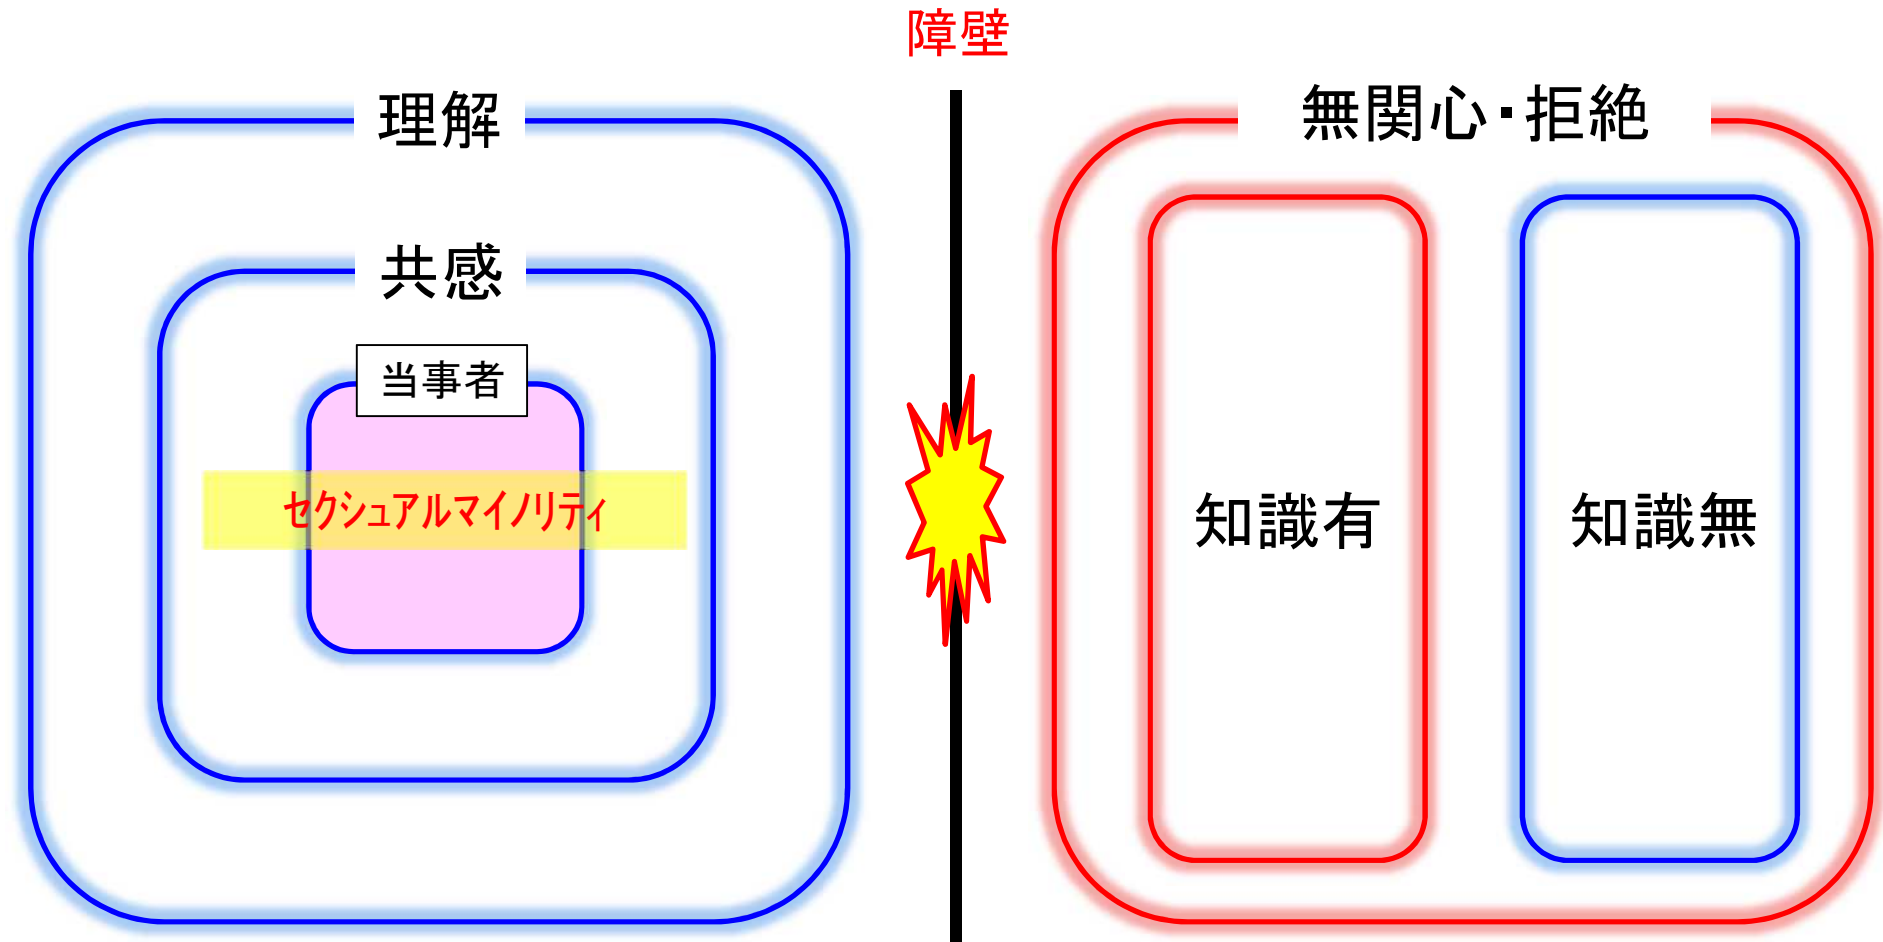 障壁
理解
無関心・拒絶
共感
当事者
セクシュアルマイノリティ
知識有
知識無